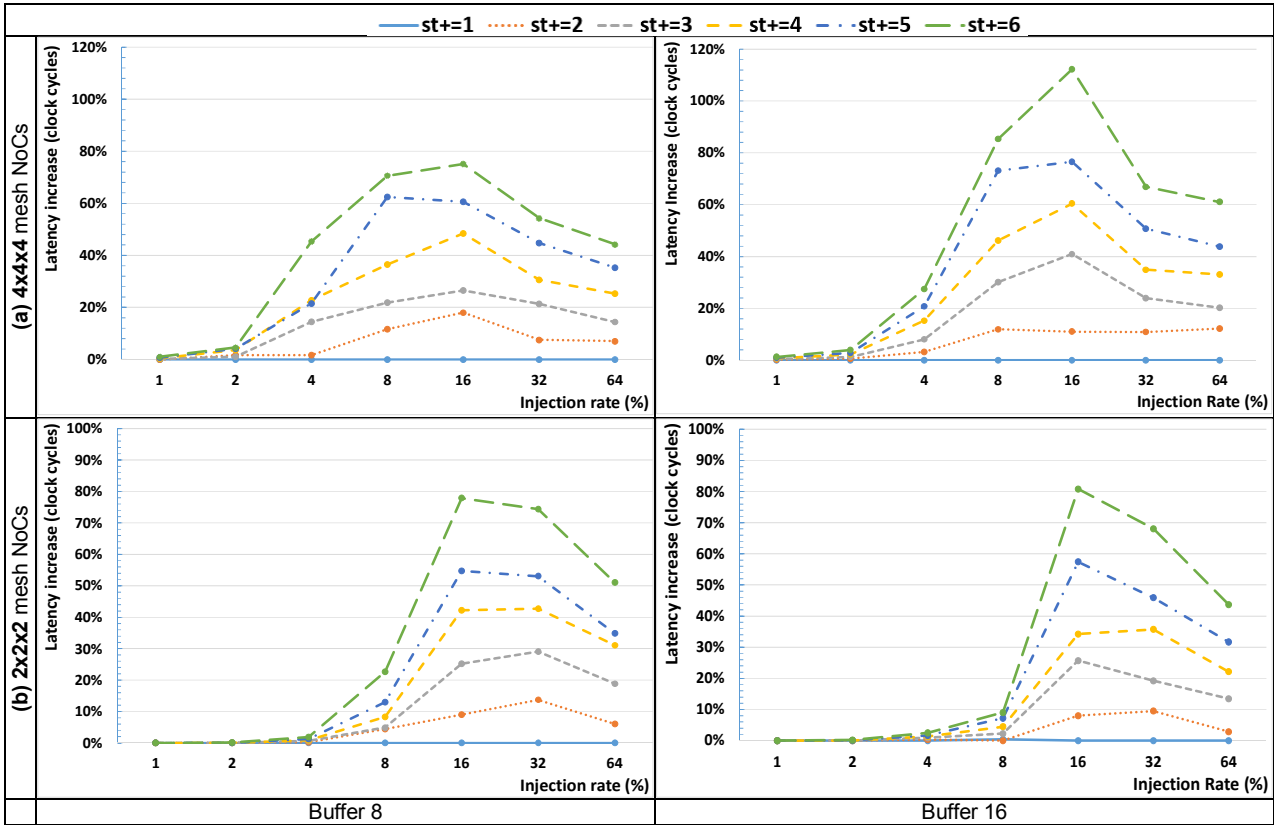 st+=1 st+=2 st+=3 st+=4 st+=5 st+=6
(a) 4x4x4 mesh NoCs
Latency increase (clock cycles)
120%
100%
80%
60%
40%
20%
0%
1 2 4 8 16 32 64
Injection rate (%)
Latency Increase (clock cycles)
120%
100%
80%
60%
40%
20%
0%
1 2 4 8 16 32 64
Injection Rate (%)
(b) 2x2x2 mesh NoCs
Latency increase (clock cycles)
100%
90%
80%
70%
60%
50%
40%
30%
20%
10%
0%
1 2 4 8 16 32 64
Injection rate (%)
Latency increase (clock cycles)
100%
90%
80%
70%
60%
50%
40%
30%
20%
10%
0%
1 2 4 8 16 32 64
Injection Rate (%)
Buffer 8
Buffer 16